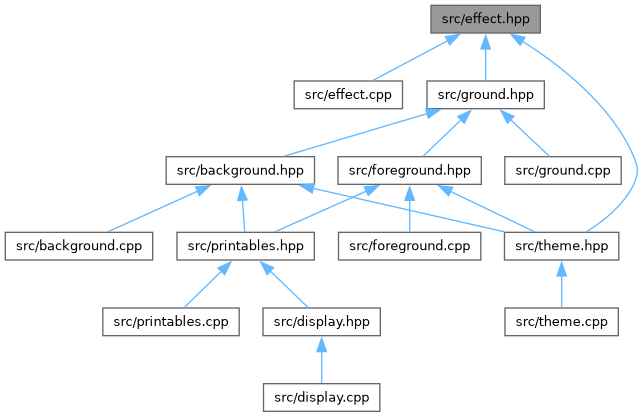 src/effect.hpp
src/effect.cpp
src/ground.hpp
src/background.hpp
src/foreground.hpp
src/ground.cpp
src/background.cpp
src/printables.hpp
src/foreground.cpp
src/theme.hpp
src/printables.cpp
src/display.hpp
src/theme.cpp
src/display.cpp